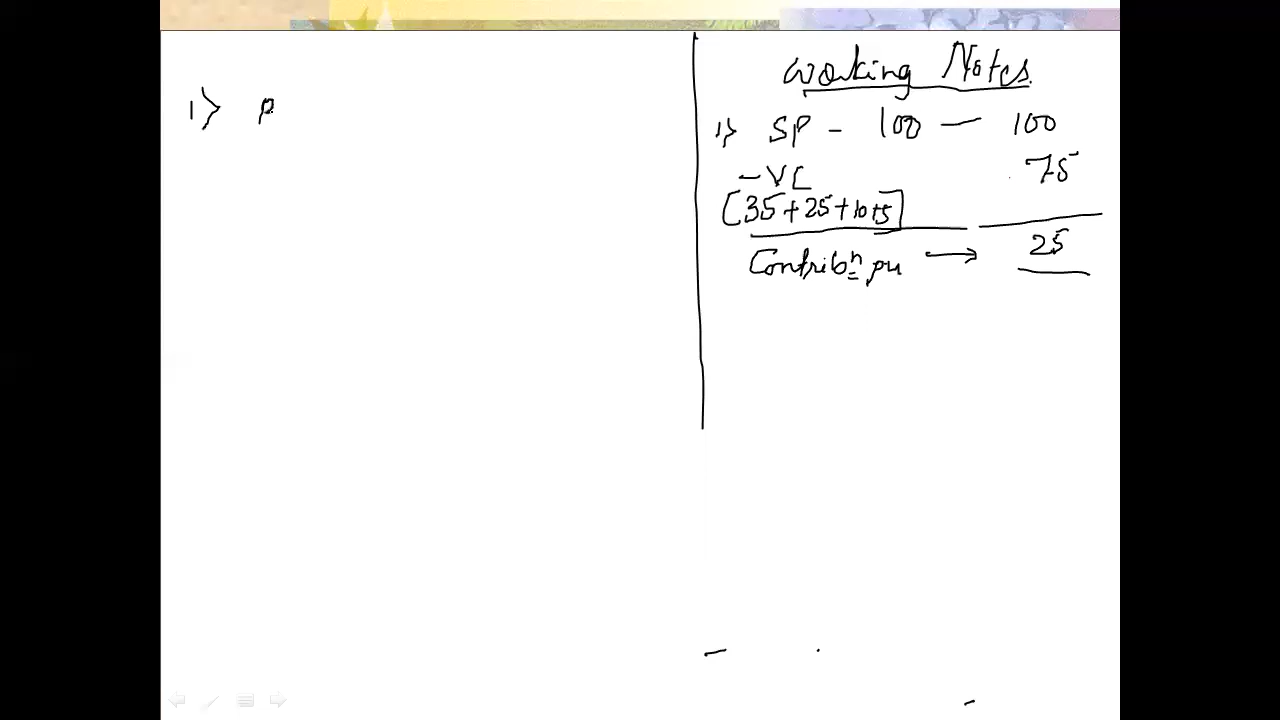 1) P
Working Notes
1) SP - 100 — 100
- VC 75
[35+25+10+5]
Contribn pu → 25